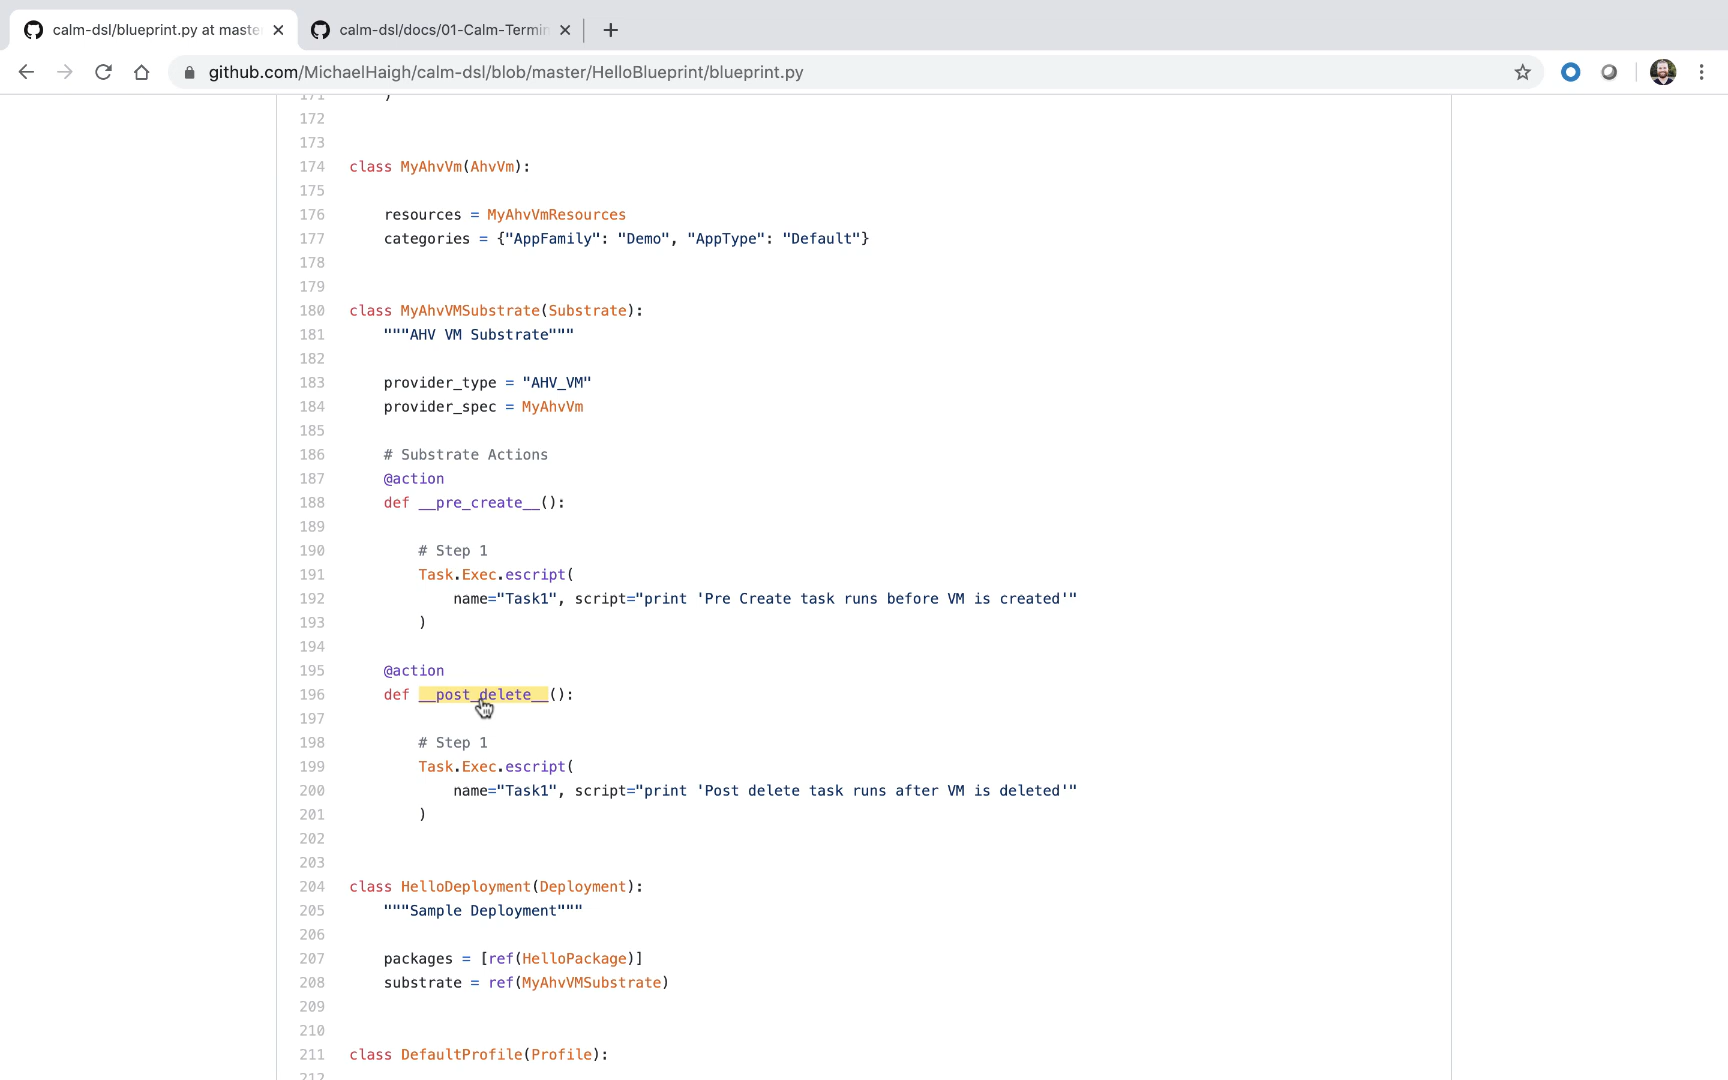 calm-dsl/blueprint.py at maste
calm-dsl/docs/01-Calm-Termin
github.com/MichaelHaigh/calm-dsl/blob/master/HelloBlueprint/blueprint.py
171 )
172
173
174 class MyAhvVm(AhvVm):
175
176 resources = MyAhvVmResources
177 categories = {"AppFamily": "Demo", "AppType": "Default"}
178
179
180 class MyAhvVMSubstrate(Substrate):
181 """AHV VM Substrate"""
182
183 provider_type = "AHV_VM"
184 provider_spec = MyAhvVm
185
186 # Substrate Actions
187 @action
188 def __pre_create__():
189
190 # Step 1
191 Task.Exec.escript(
192 name="Task1", script="print 'Pre Create task runs before VM is created'"
193 )
194
195 @action
196 def __post_delete__():
197
198 # Step 1
199 Task.Exec.escript(
200 name="Task1", script="print 'Post delete task runs after VM is deleted'"
201 )
202
203
204 class HelloDeployment(Deployment):
205 """Sample Deployment"""
206
207 packages = [ref(HelloPackage)]
208 substrate = ref(MyAhvVMSubstrate)
209
210
211 class DefaultProfile(Profile):
212